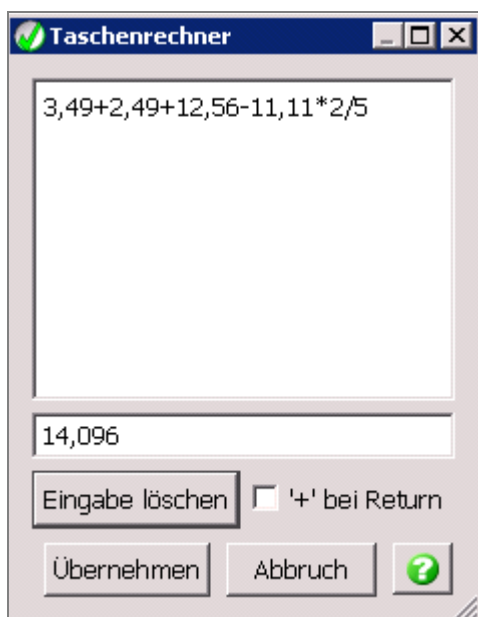 Taschenrechner
3,49+2,49+12,56-11,11*2/5
14,096
Eingabe löschen '+' bei Return
Übernehmen Abbruch ?